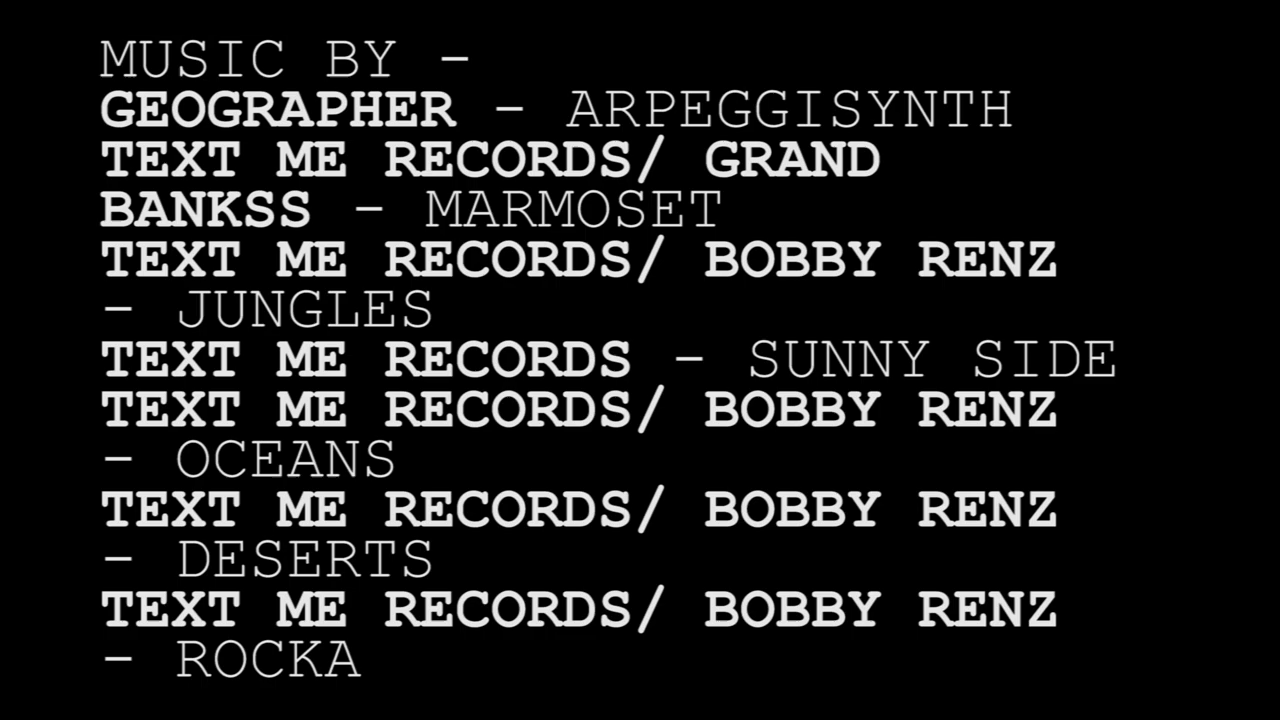 MUSIC BY -
GEOGRAPHER - ARPEGGISYNTH
TEXT ME RECORDS/ GRAND
BANKSS - MARMOSET
TEXT ME RECORDS/ BOBBY RENZ
- JUNGLES
TEXT ME RECORDS - SUNNY SIDE
TEXT ME RECORDS/ BOBBY RENZ
- OCEANS
TEXT ME RECORDS/ BOBBY RENZ
- DESERTS
TEXT ME RECORDS/ BOBBY RENZ
- ROCKA